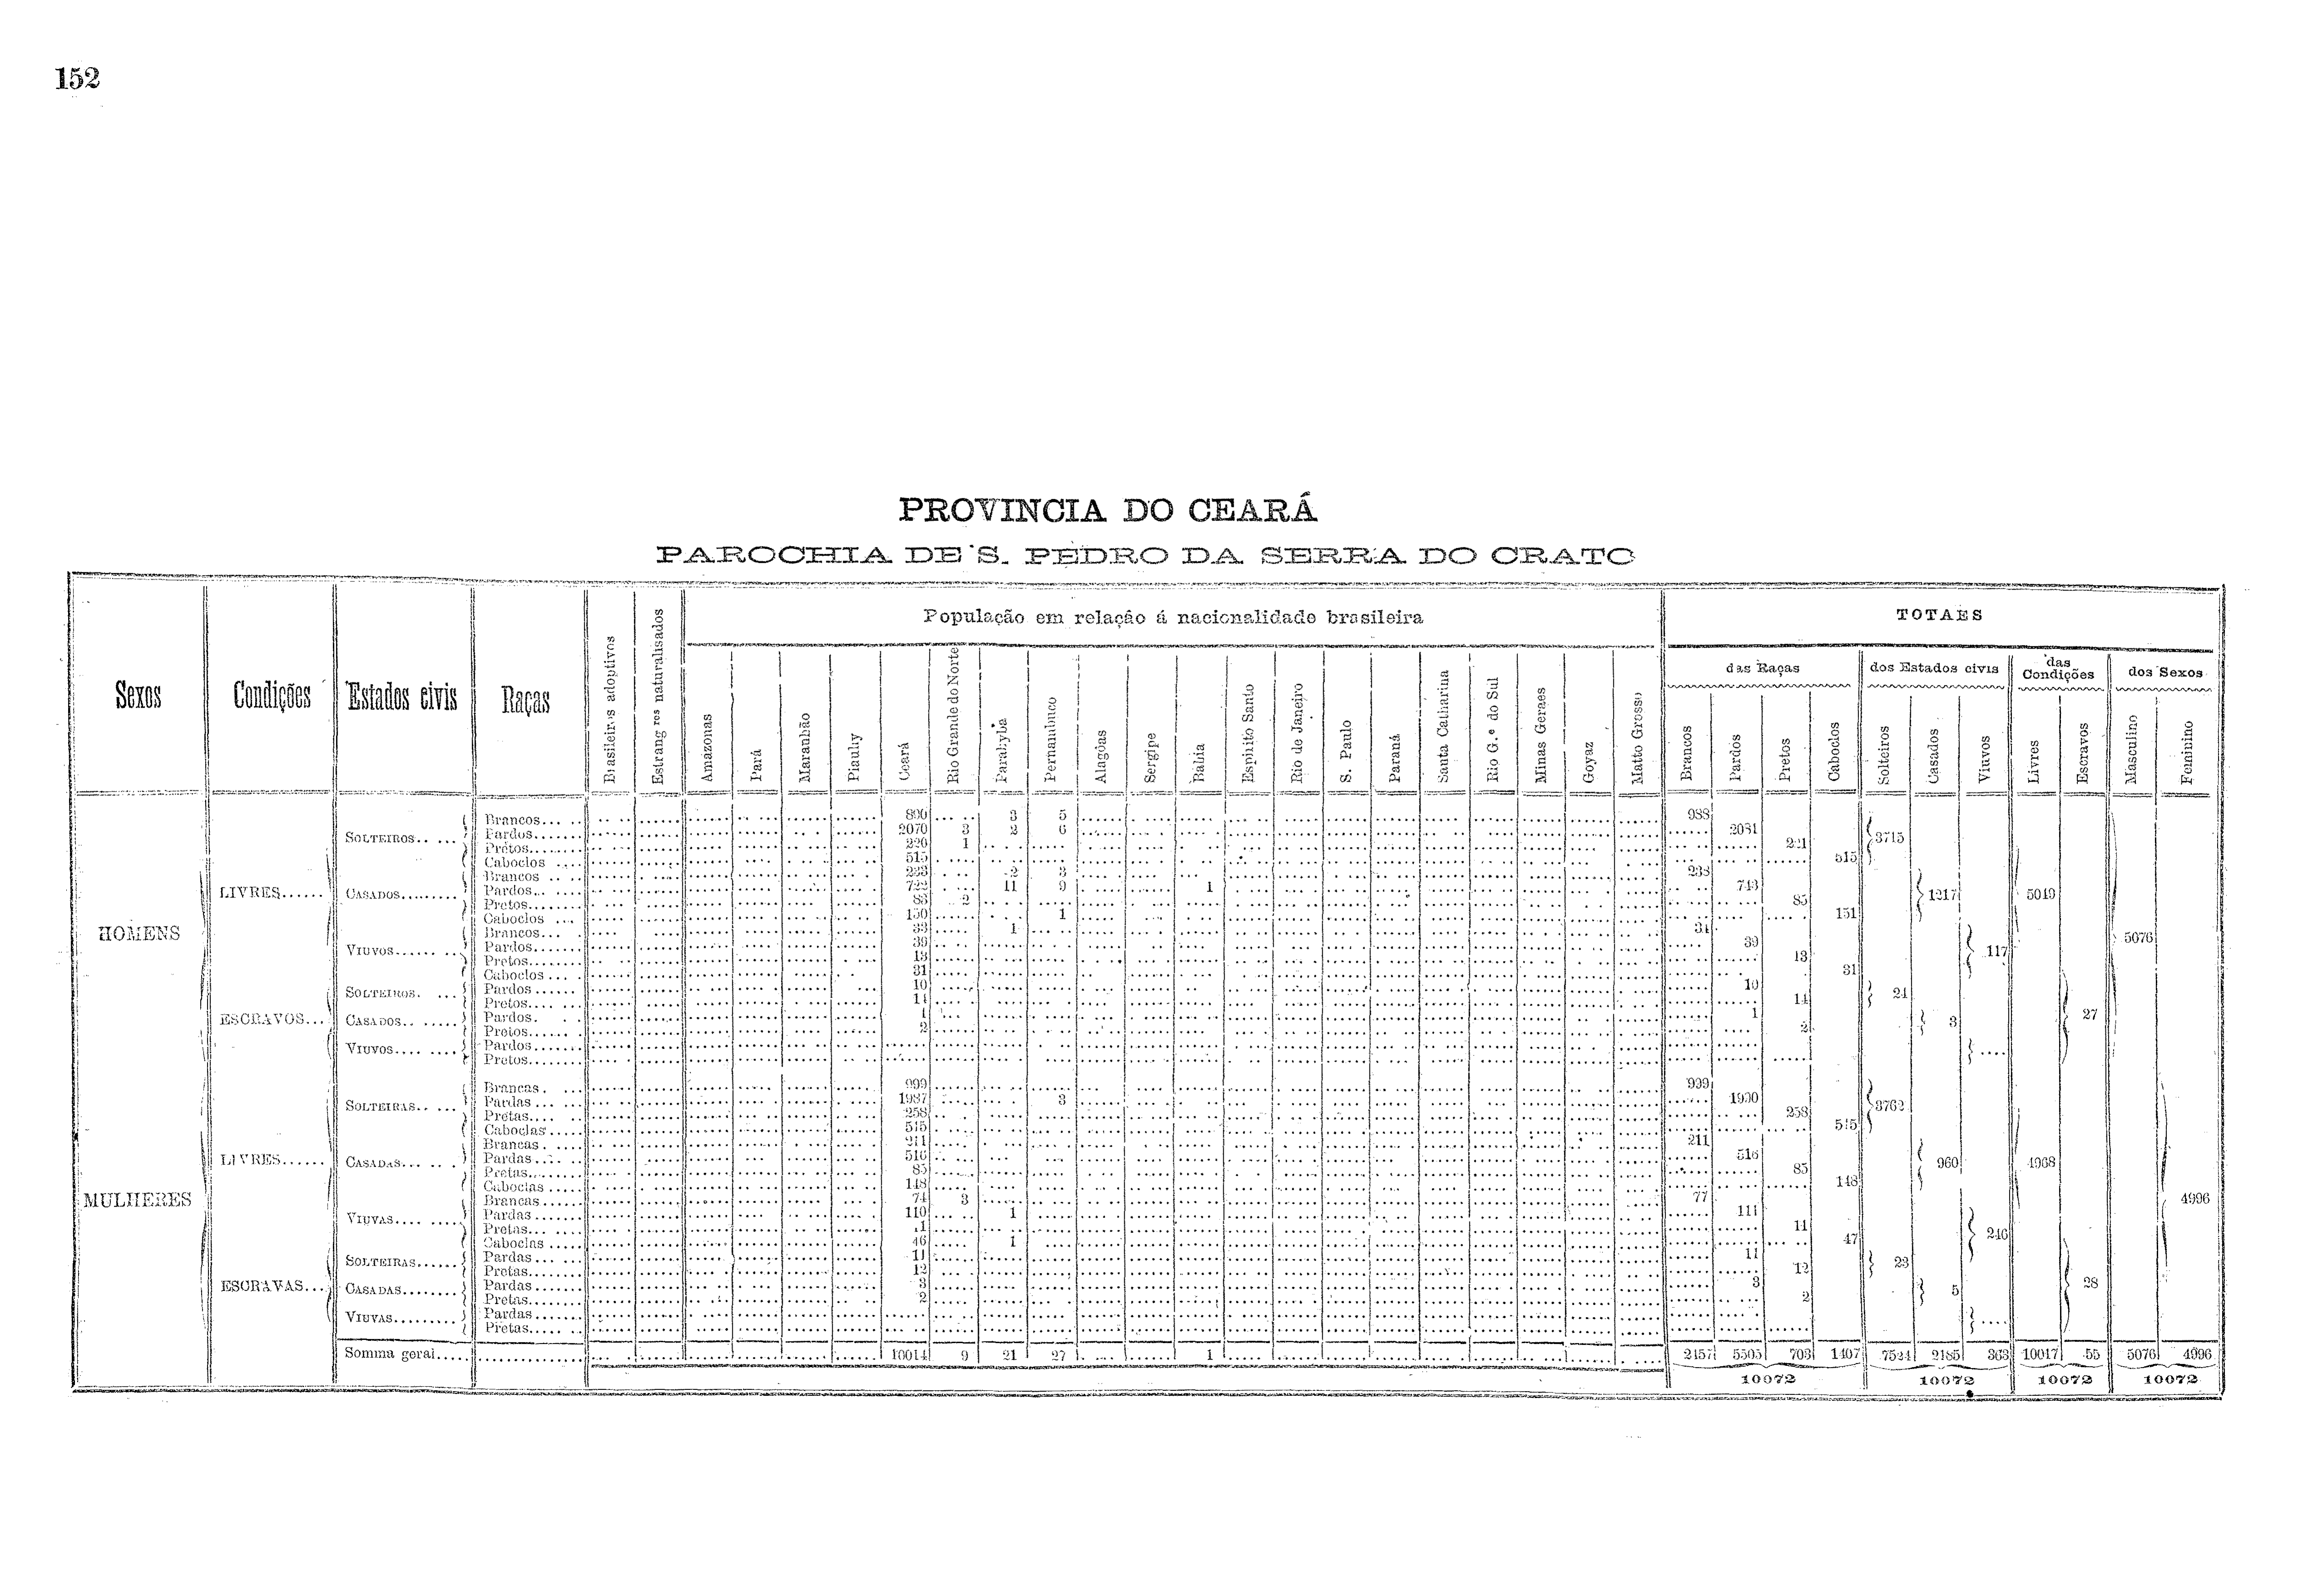 152
PROVINCIA DO CEARÁ
PAROCHIA DE S. PEDRO DA SERRA DO CRATO
Sexos Condições Estados civis Raças Brasileiros adoptivos Estrang.ros naturalisados População em relação á nacionalidade brasileira TOTAES
das Raças dos Estados civis das Condições dos Sexos
Amazonas Pará Maranhão Piauhy Ceará Rio Grande do Norte Parahyba Pernambuco Alagôas Sergipe Bahia Espirito Santo Rio de Janeiro S. Paulo Paraná Santa Catharina Rio G.e do Sul Minas Geraes Goyaz Matto Grosso Brancos Pardos Pretos Caboclos Solteiros Casados Viuvos Livres Escravos Masculino Feminino
HOMENS
LIVRES......
SOLTEIROS..... 3715
Brancos..... 3 5
Pardos....... 2070 3 2 6 2081
Pretos....... 220 1 221
Caboclos .... 515 515
CASADOS......... 1217 5049
Brancos .... 233 2 3 238
Pardos....... 722 11 9 1 743
Pretos....... 83 2 85
Caboclos .... 150 1 151
VIUVOS........ 117
Brancos.... 33 1 34
Pardos....... 39 39
Pretos....... 13 13
Caboclos .... 31 31
5076
ESCRAVOS... 27
SOLTEIROS. ... 24
Pardos ...... 10 10
Pretos....... 14 14
CASADOS....... 3
Pardos. 1 1
Pretos....... 2 2
VIUVOS........ ....
Pardos.......
Pretos.......
MULHERES
LIVRES......
SOLTEIRAS..... 3762
Brancas. ... 999 999
Pardas ...... 1987 3 1990
Pretas....... 258 258
Caboclas..... 515 515
CASADAS....... 960 4968
Brancas..... 211 211
Pardas ...... 516 516
Pretas....... 85 85
Caboclas ..... 148 148
VIUVAS........ 246
Brancas...... 74 3 77
Pardas ....... 110 1 111
Pretas....... 11 11
Caboclas ..... 46 1 47
4996
ESCRAVAS... 28
SOLTEIRAS...... 23
Pardas ...... 11 11
Pretas....... 12 12
CASADAS........ 5
Pardas ...... 3 3
Pretas....... 2 2
VIUVAS......... ....
Pardas .......
Pretas.......
Somma geral..... 10014 9 21 27 1 2457 5505 703 1407 7524 2185 363 10017 55 5076 4996
10072 10072 10072 10072